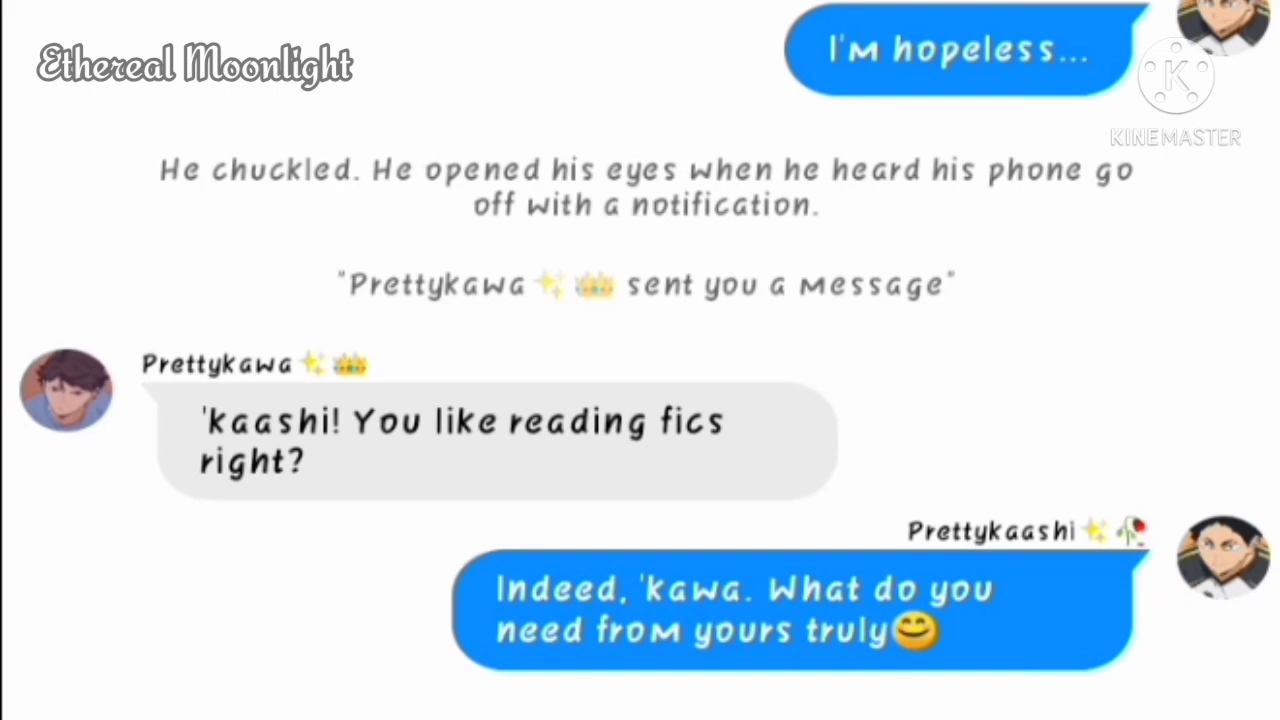 I'm hopeless...
Ethereal Moonlight
K
KINEMASTER
He chuckled. He opened his eyes when he heard his phone go
off with a notification.
"Prettykawa✨👑 sent you a message"
Prettykawa✨👑
'kaashi! You like reading fics
right?
Prettykaashi✨🥀
Indeed, 'kawa. What do you
need from yours truly😊